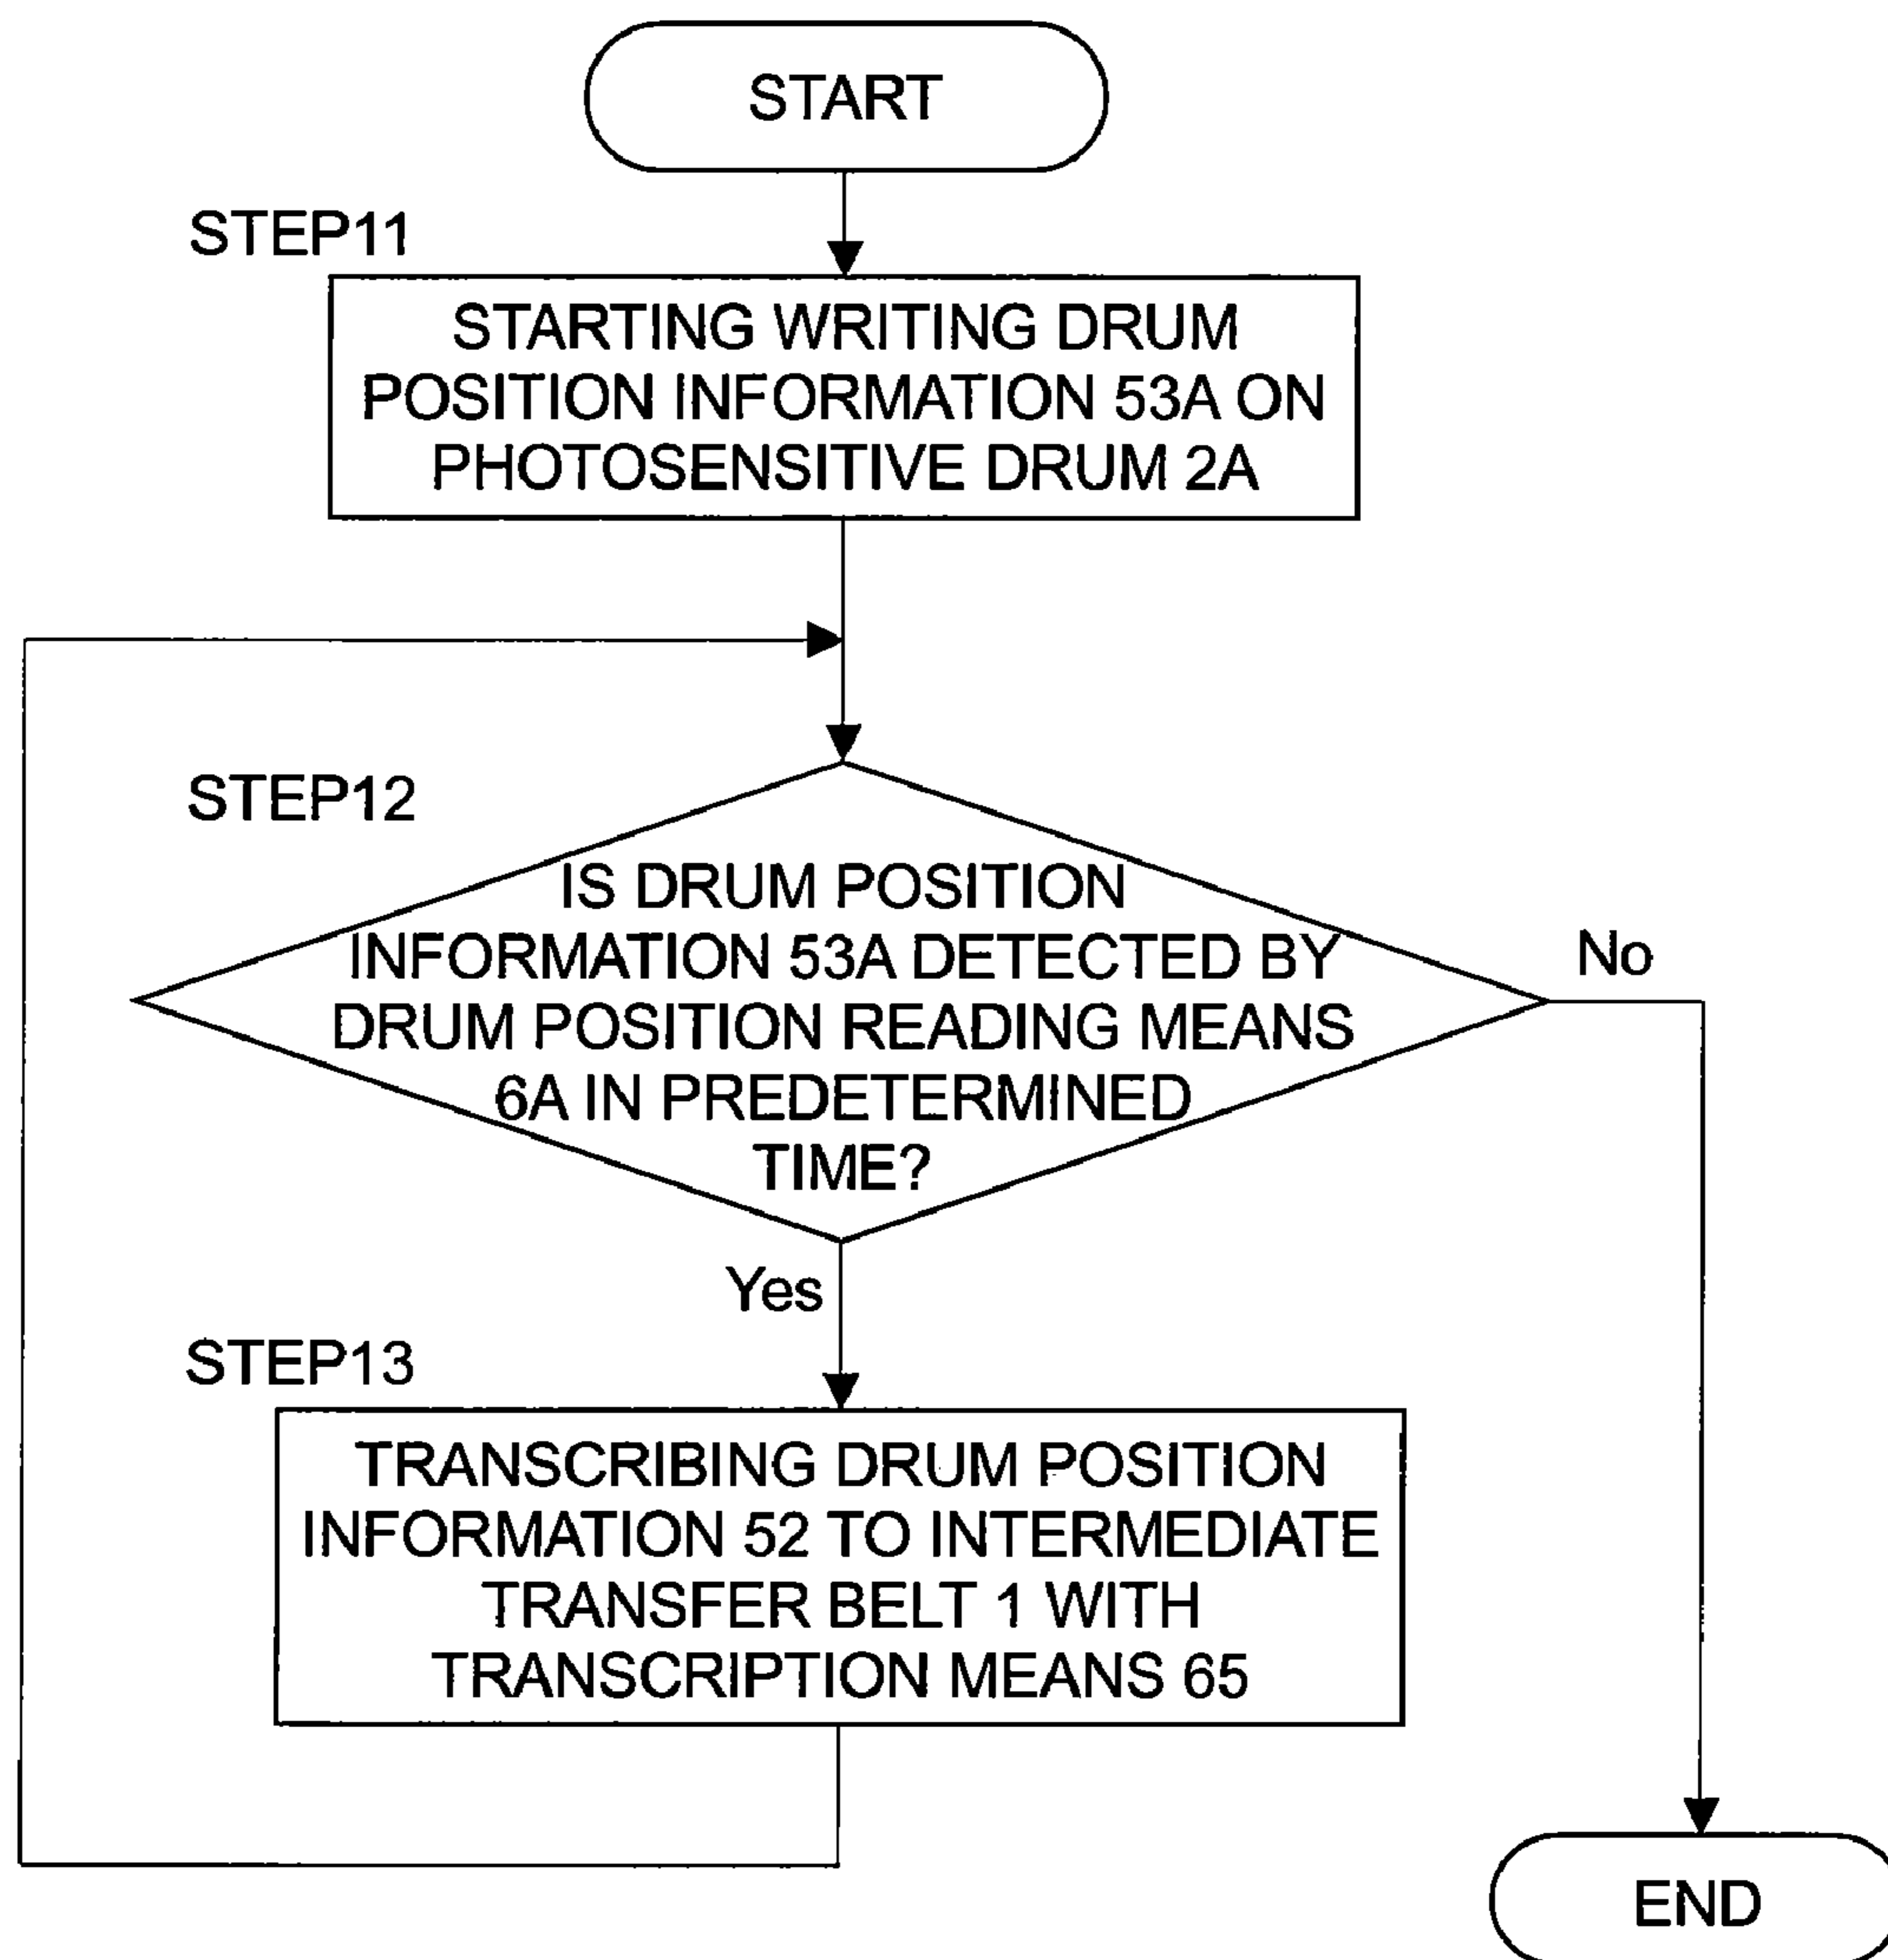 START
STEP11
STARTING WRITING DRUM
POSITION INFORMATION 53A ON
PHOTOSENSITIVE DRUM 2A
STEP12
IS DRUM POSITION
INFORMATION 53A DETECTED BY
DRUM POSITION READING MEANS
6A IN PREDETERMINED
TIME?
No
Yes
STEP13
TRANSCRIBING DRUM POSITION
INFORMATION 52 TO INTERMEDIATE
TRANSFER BELT 1 WITH
TRANSCRIPTION MEANS 65
END